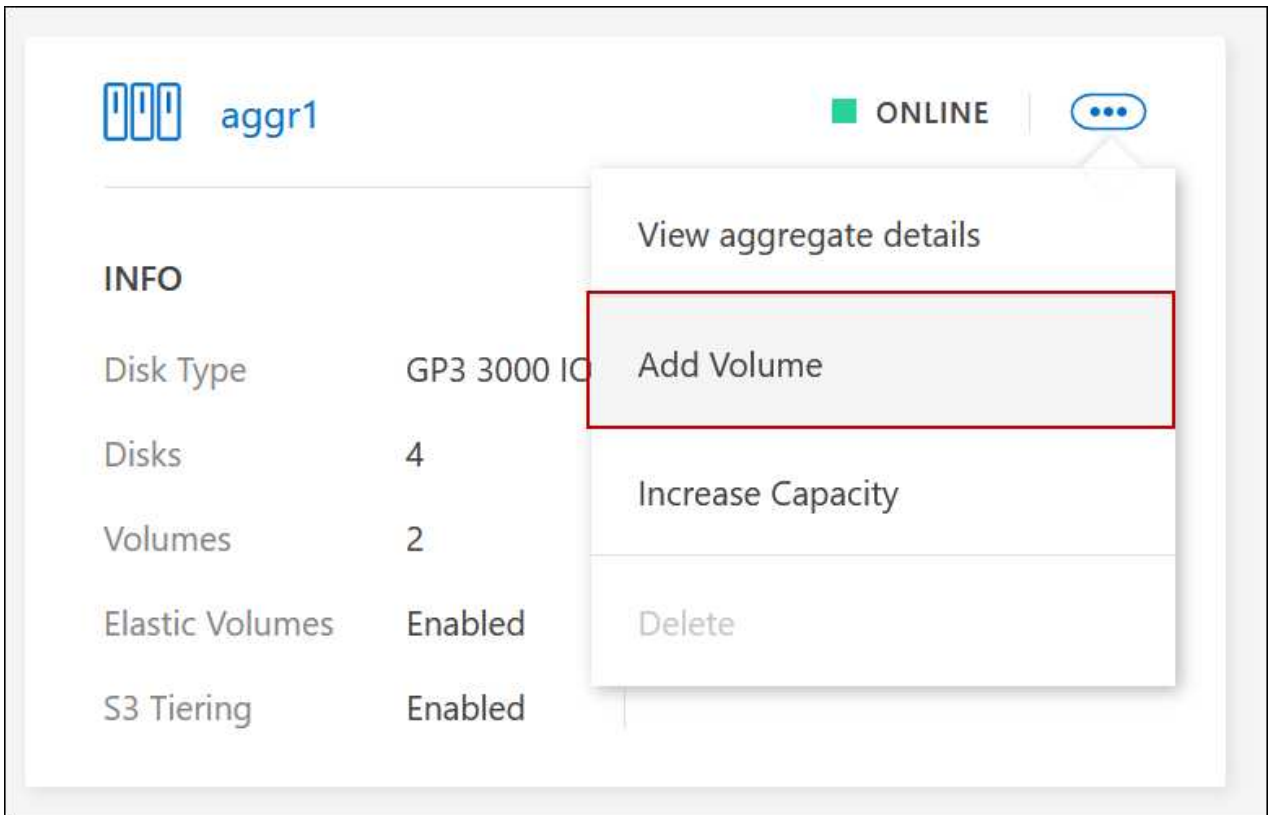 aggr1
ONLINE
View aggregate details
INFO
Add Volume
Disk Type GP3 3000 IO
Disks 4
Increase Capacity
Volumes 2
Elastic Volumes Enabled
Delete
S3 Tiering Enabled